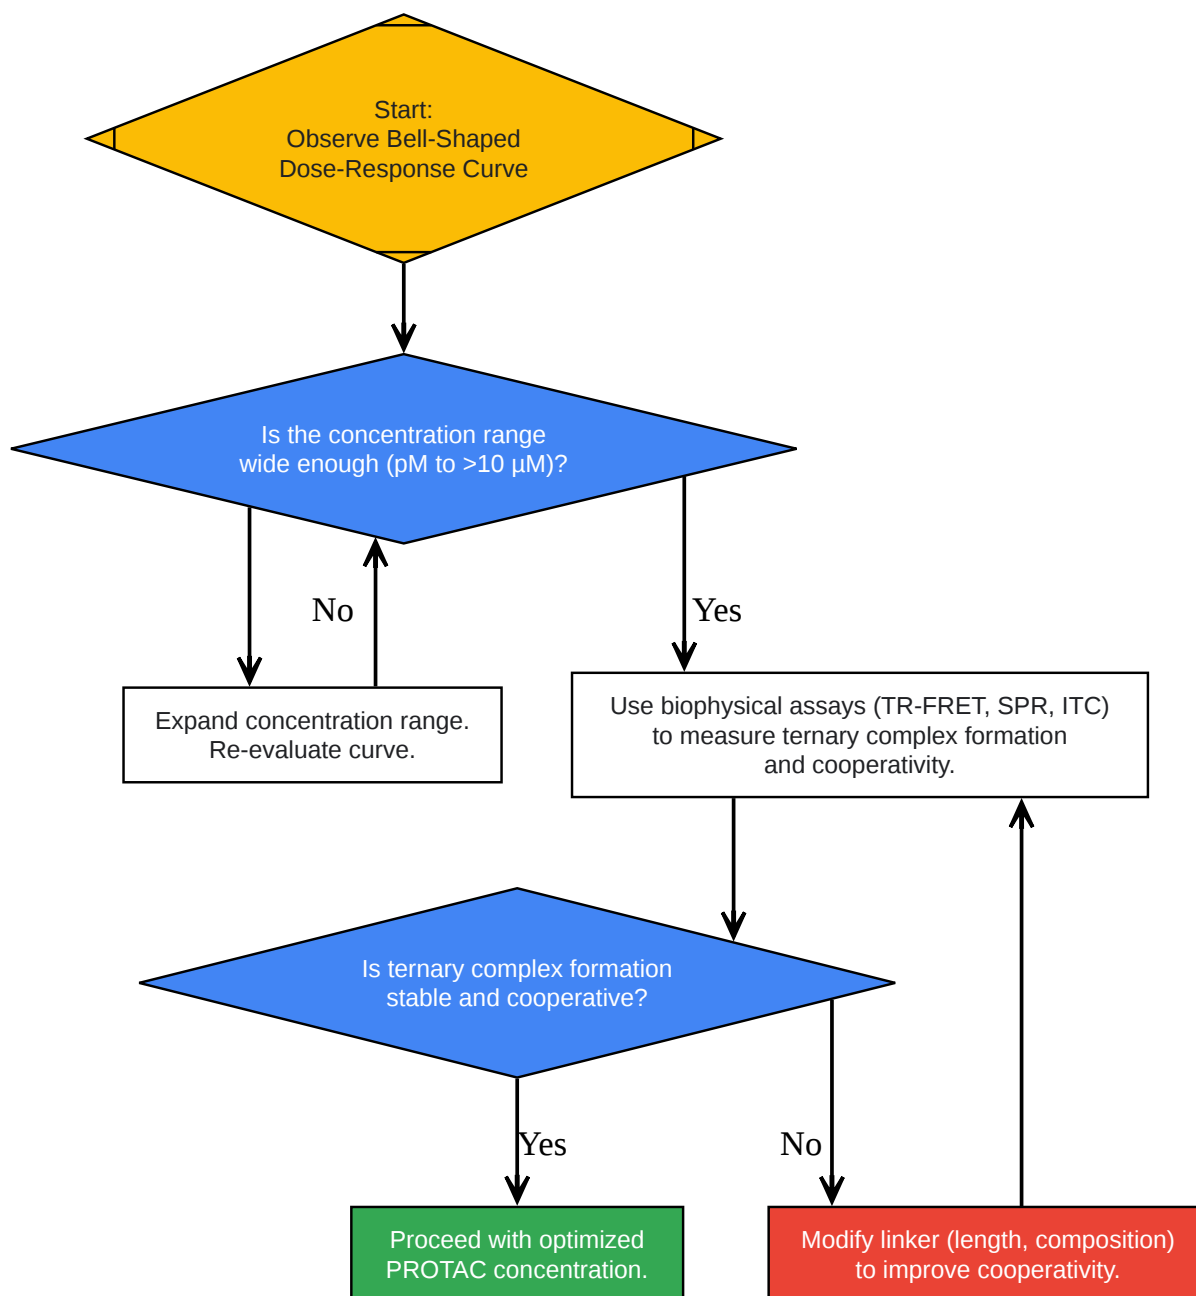 Start:
Observe Bell-Shaped
Dose-Response Curve
Is the concentration range
wide enough (pM to >10 µM)?
No
Yes
Expand concentration range.
Re-evaluate curve.
Use biophysical assays (TR-FRET, SPR, ITC)
to measure ternary complex formation
and cooperativity.
Is ternary complex formation
stable and cooperative?
Yes
No
Proceed with optimized
PROTAC concentration.
Modify linker (length, composition)
to improve cooperativity.